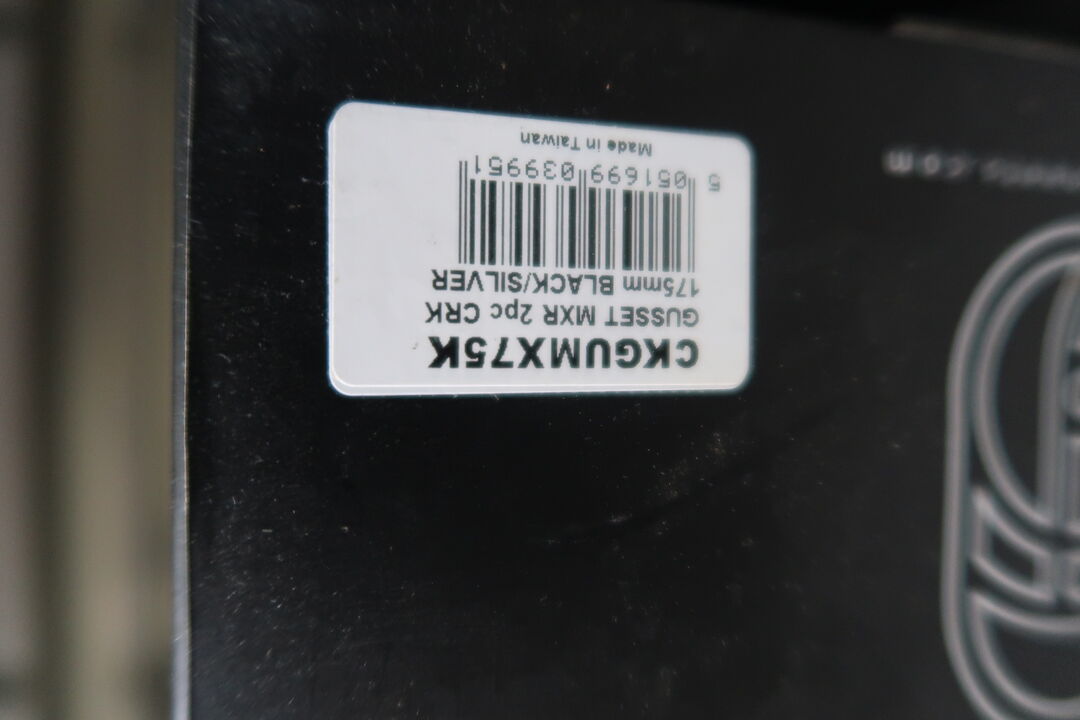 CKGUMX75K
GUSSET MXR 2pc CRK
175mm BLACK/SILVER
5 051699 039951
Made in Taiwan